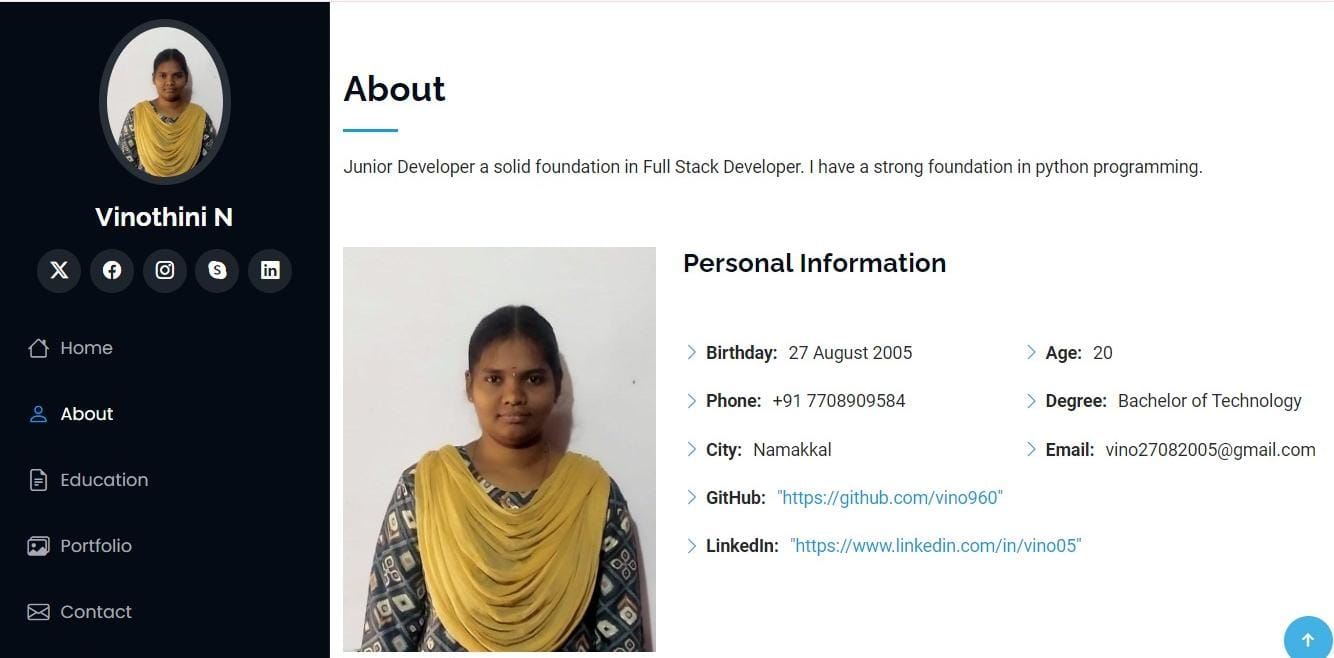 Vinothini N
Home
About
Education
Portfolio
Contact
About
Junior Developer a solid foundation in Full Stack Developer. I have a strong foundation in python programming.
Personal Information
Birthday: 27 August 2005
Age: 20
Phone: +91 7708909584
Degree: Bachelor of Technology
City: Namakkal
Email: vino27082005@gmail.com
GitHub: "https://github.com/vino960"
LinkedIn: "https://www.linkedin.com/in/vino05"